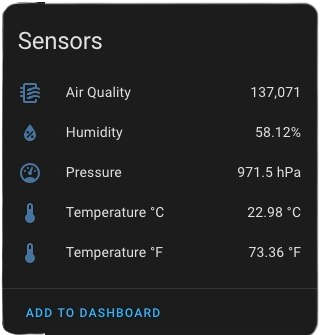 Sensors
Air Quality 137,071
Humidity 58.12%
Pressure 971.5 hPa
Temperature °C 22.98 °C
Temperature °F 73.36 °F
ADD TO DASHBOARD